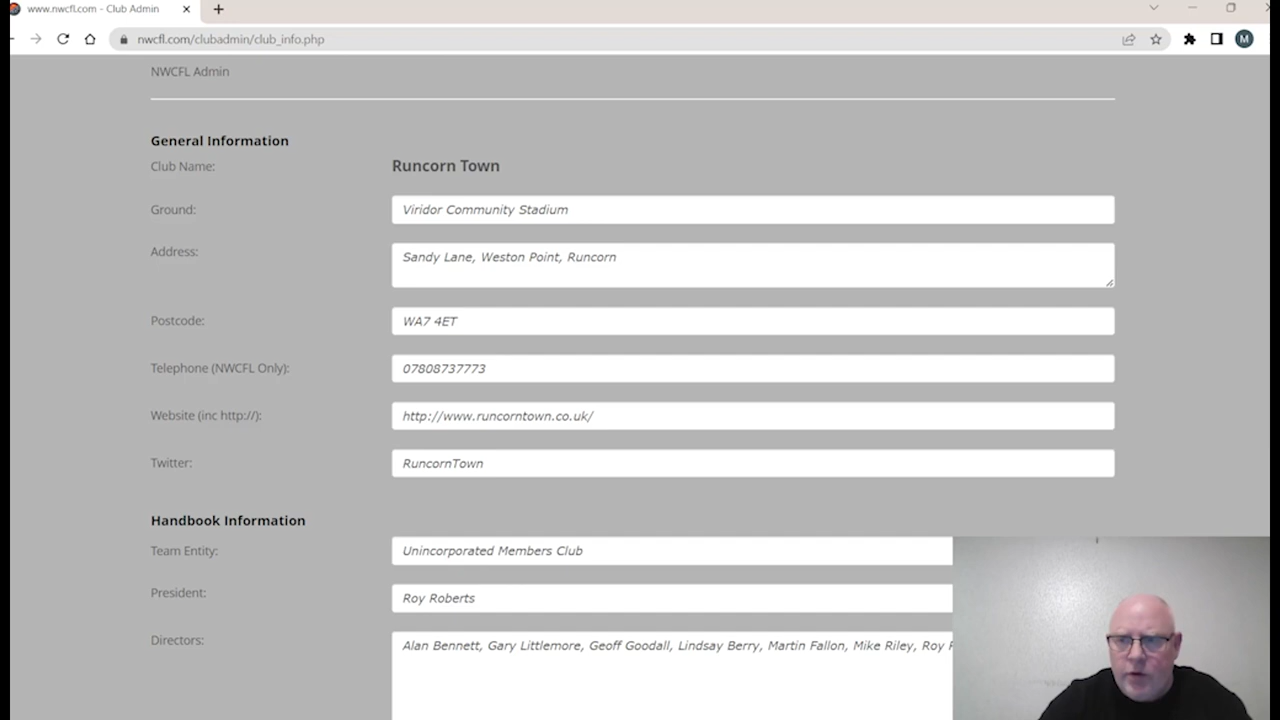 www.nwcfl.com - Club Admin
nwcfl.com/clubadmin/club_info.php
M
NWCFL Admin
General Information
Club Name: Runcorn Town
Ground: Viridor Community Stadium
Address: Sandy Lane, Weston Point, Runcorn
Postcode: WA7 4ET
Telephone (NWCFL Only): 07808737773
Website (inc http://): http://www.runcorntown.co.uk/
Twitter: RuncornTown
Handbook Information
Team Entity: Unincorporated Members Club
President: Roy Roberts
Directors: Alan Bennett, Gary Littlemore, Geoff Goodall, Lindsay Berry, Martin Fallon, Mike Riley, Roy